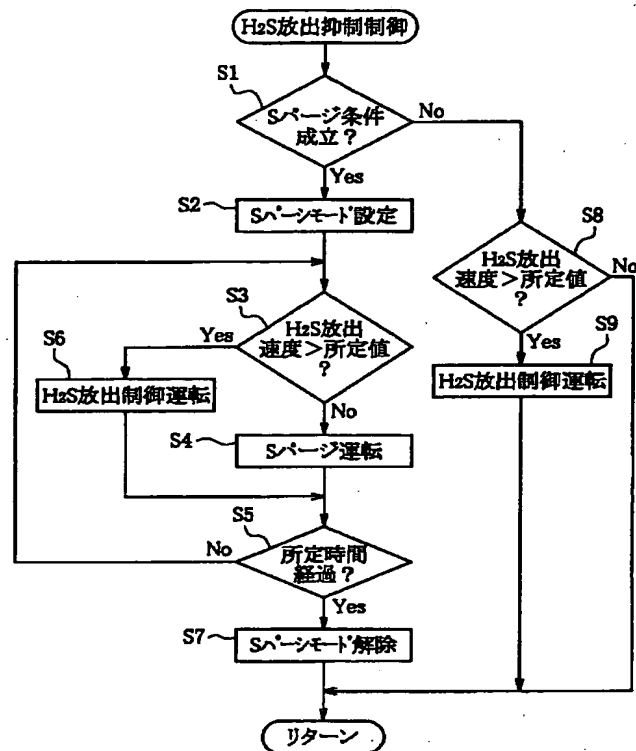 H2S放出抑制制御
S1
Sパージ条件
成立?
No
Yes
S2
Sパージモード設定
S8
H2S放出
速度>所定値
?
No
S3
H2S放出
速度>所定値
?
Yes
S6
H2S放出制御運転
Yes
S9
H2S放出制御運転
No
S4
Sパージ運転
S5
所定時間
経過?
No
Yes
S7
Sパージモード解除
リターン